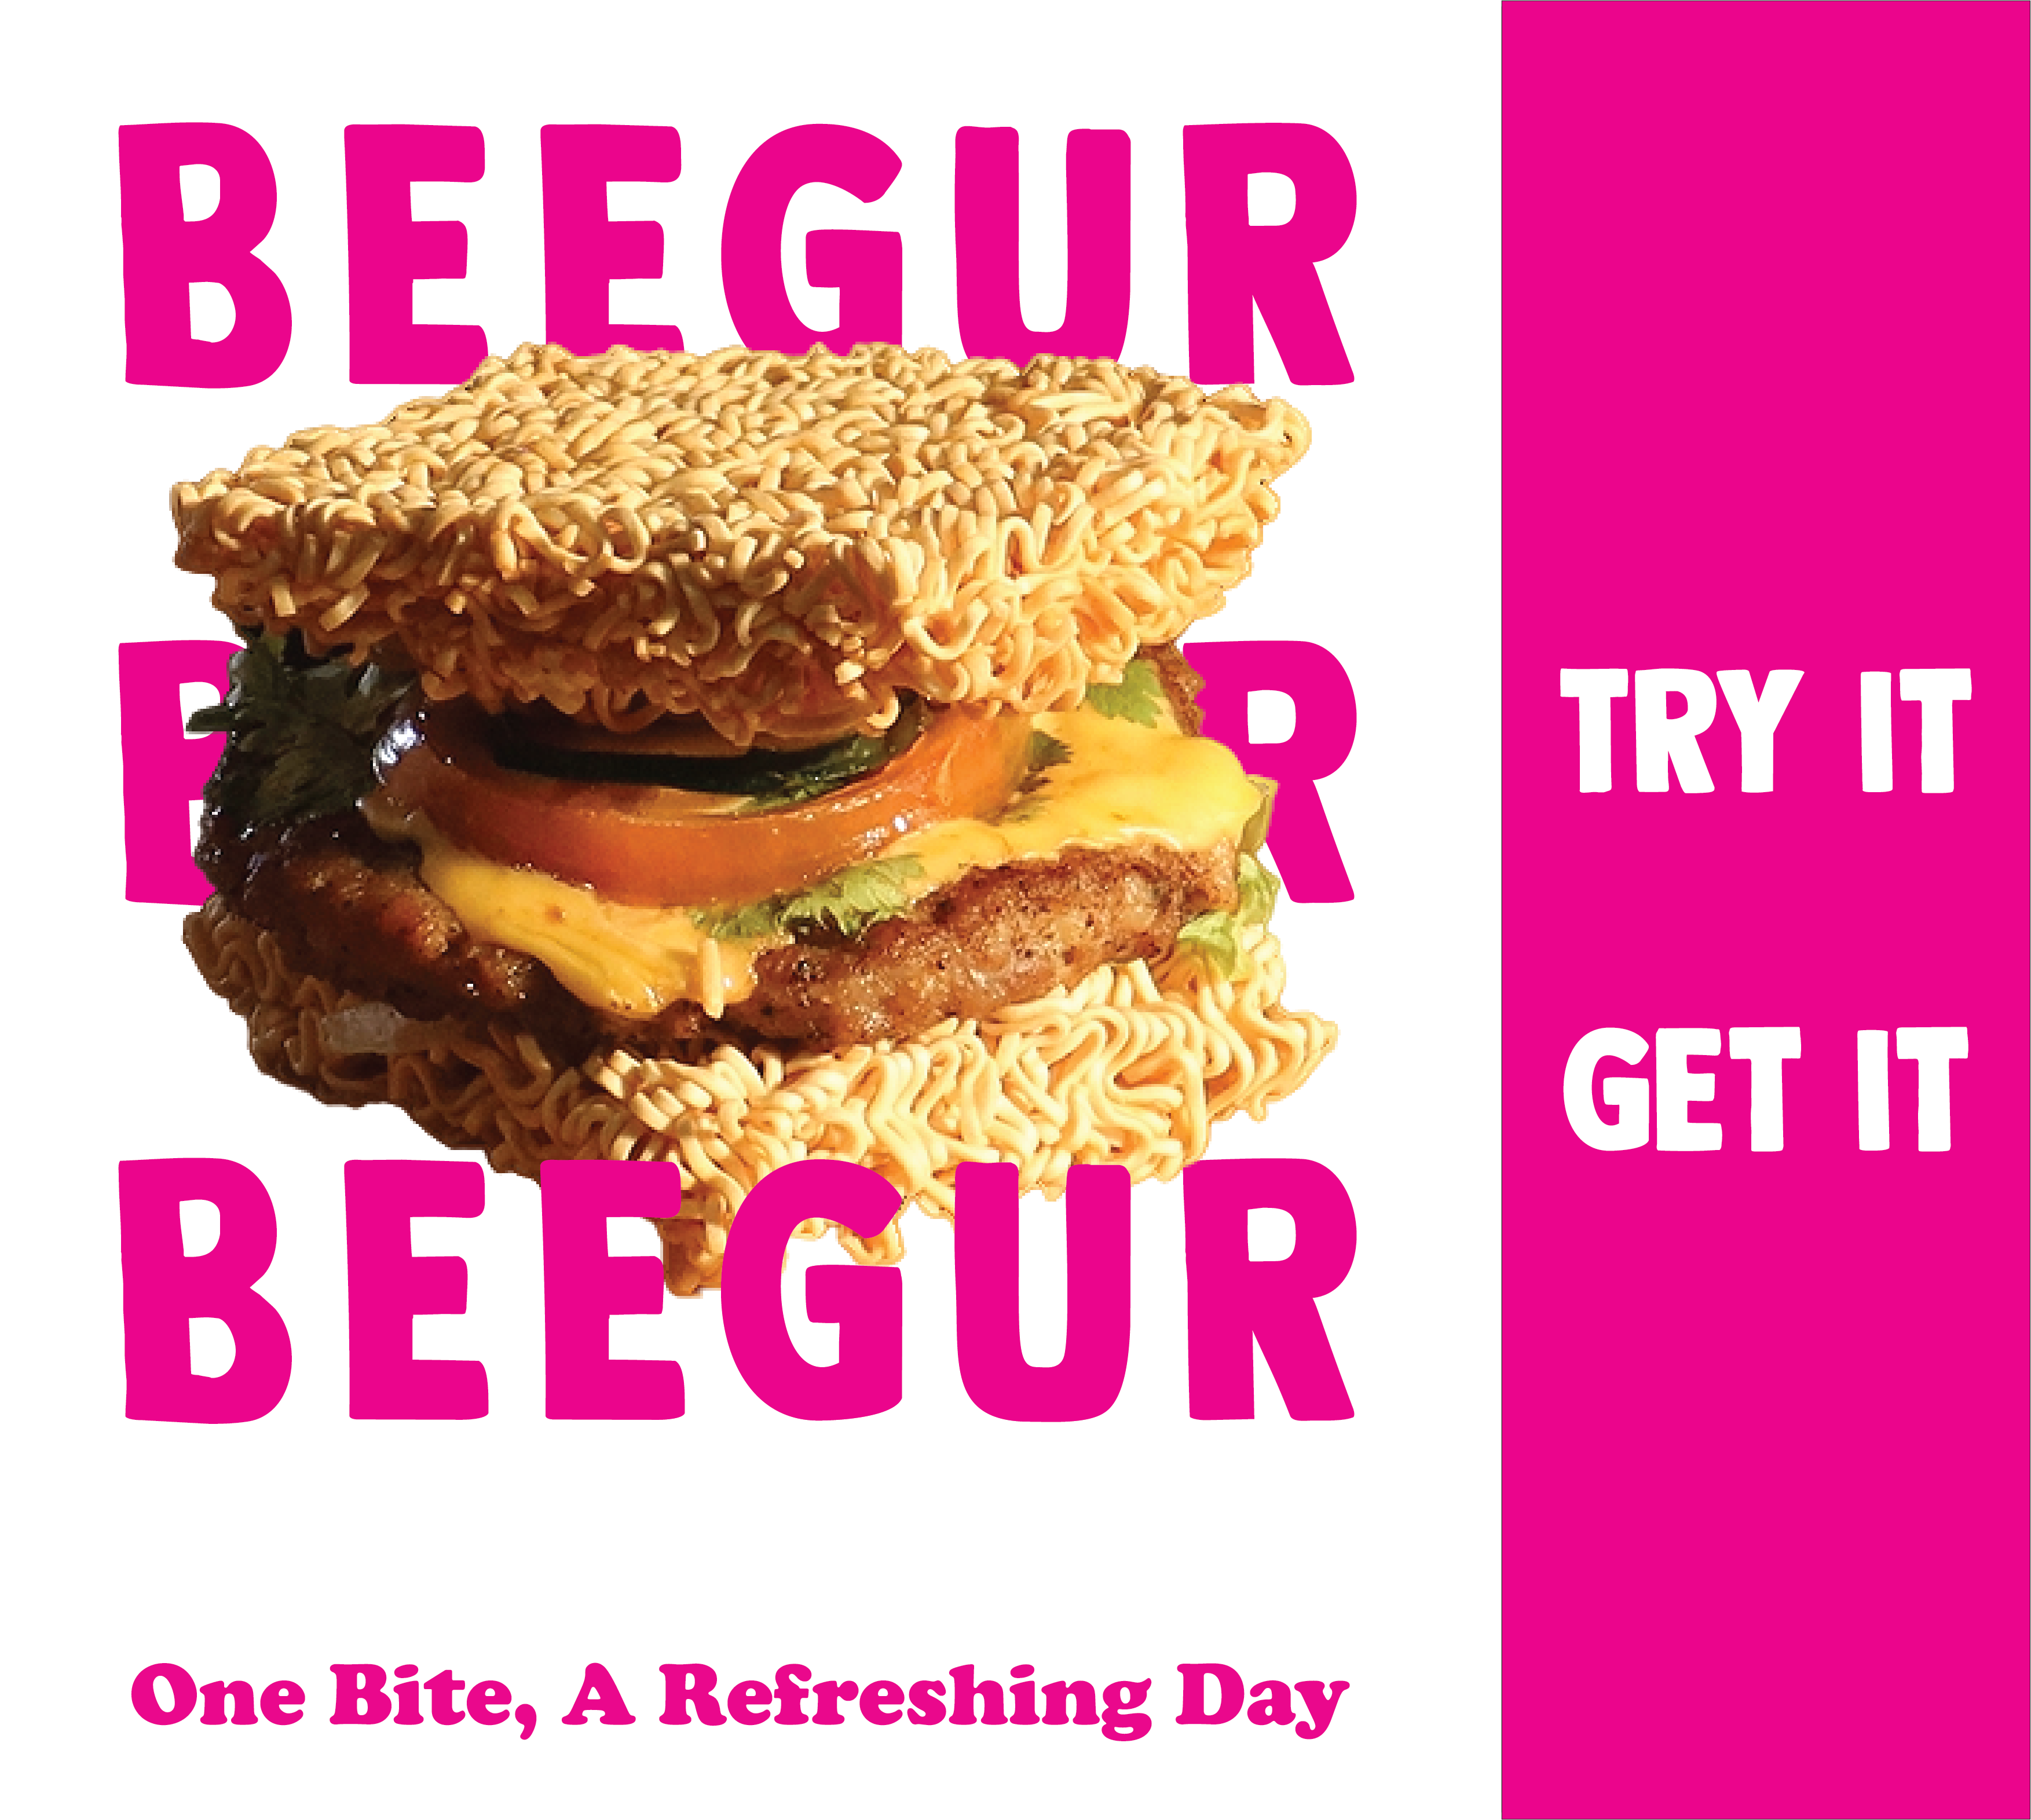 BEEGUR
B R
BEEGUR
One Bite, A Refreshing Day
TRY IT
GET IT